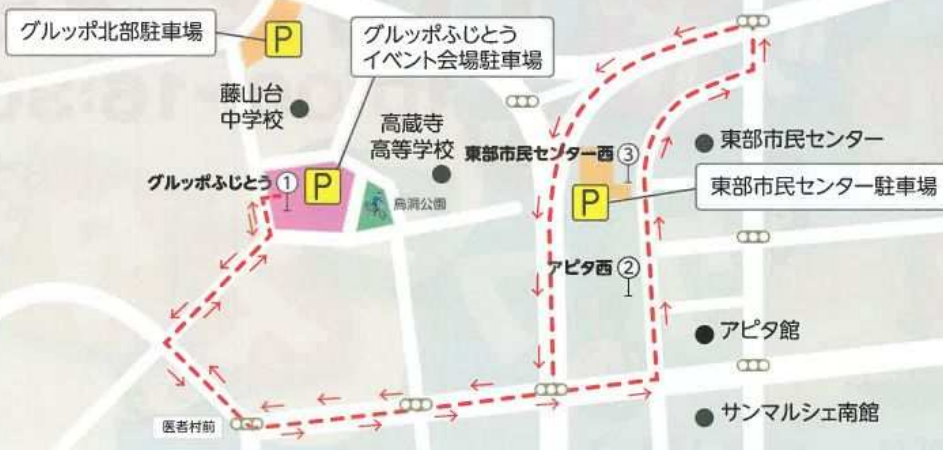 グルッポ北部駐車場
P
グルッポふじとう
イベント会場駐車場
藤山台
中学校
高蔵寺
高等学校
東部市民センター西 ③
東部市民センター
グルッポふじとう ①
P
鳥洞公園
P
東部市民センター駐車場
アピタ西 ②
アピタ館
医者村前
サンマルシェ南館